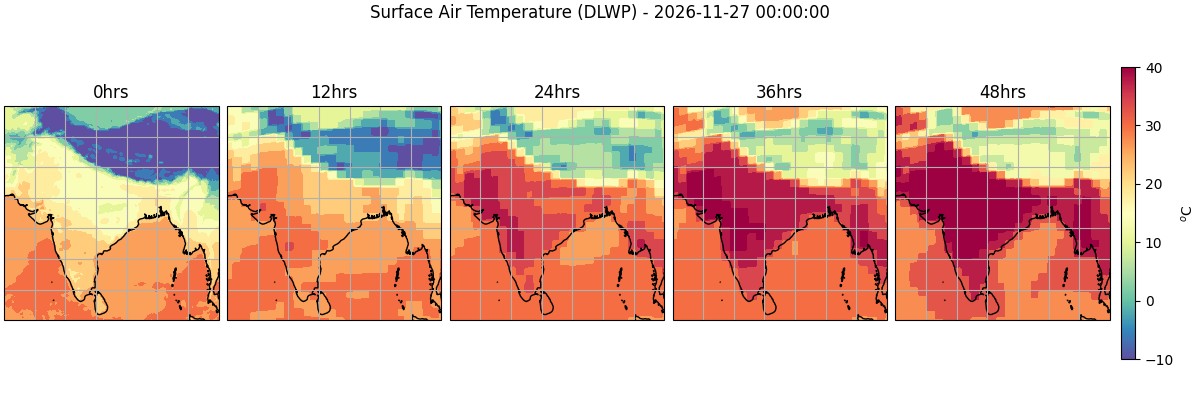 Surface Air Temperature (DLWP) - 2026-11-27 00:00:00
0hrs
12hrs
24hrs
36hrs
48hrs
40
30
20
10
0
−10
°C